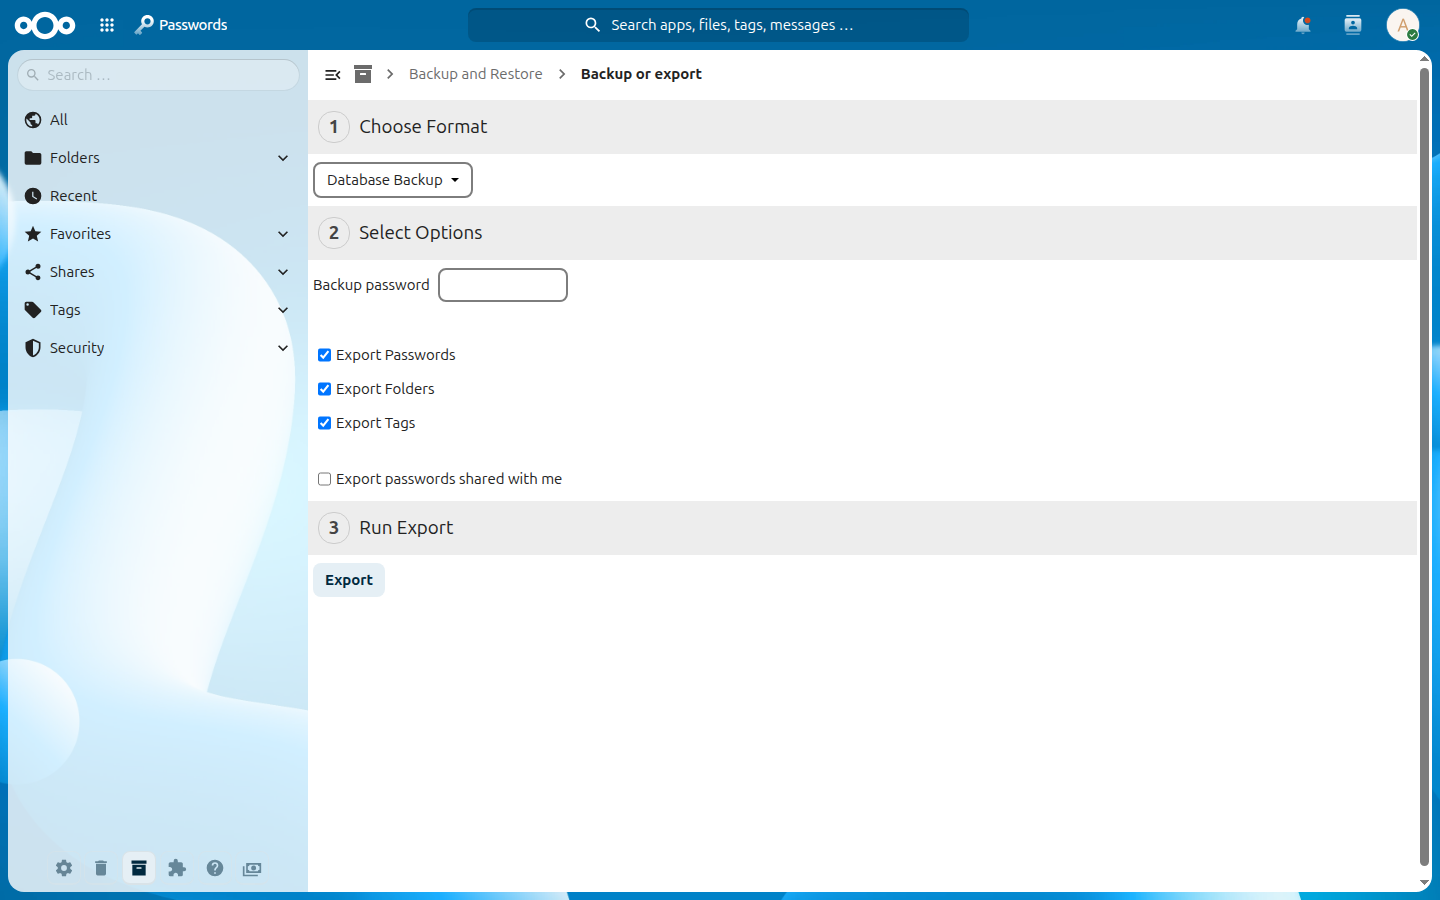 Passwords
Search apps, files, tags, messages …
A
Search …
All
Folders
Recent
Favorites
Shares
Tags
Security
Backup and Restore
Backup or export
1 Choose Format
Database Backup
2 Select Options
Backup password
Export Passwords
Export Folders
Export Tags
Export passwords shared with me
3 Run Export
Export